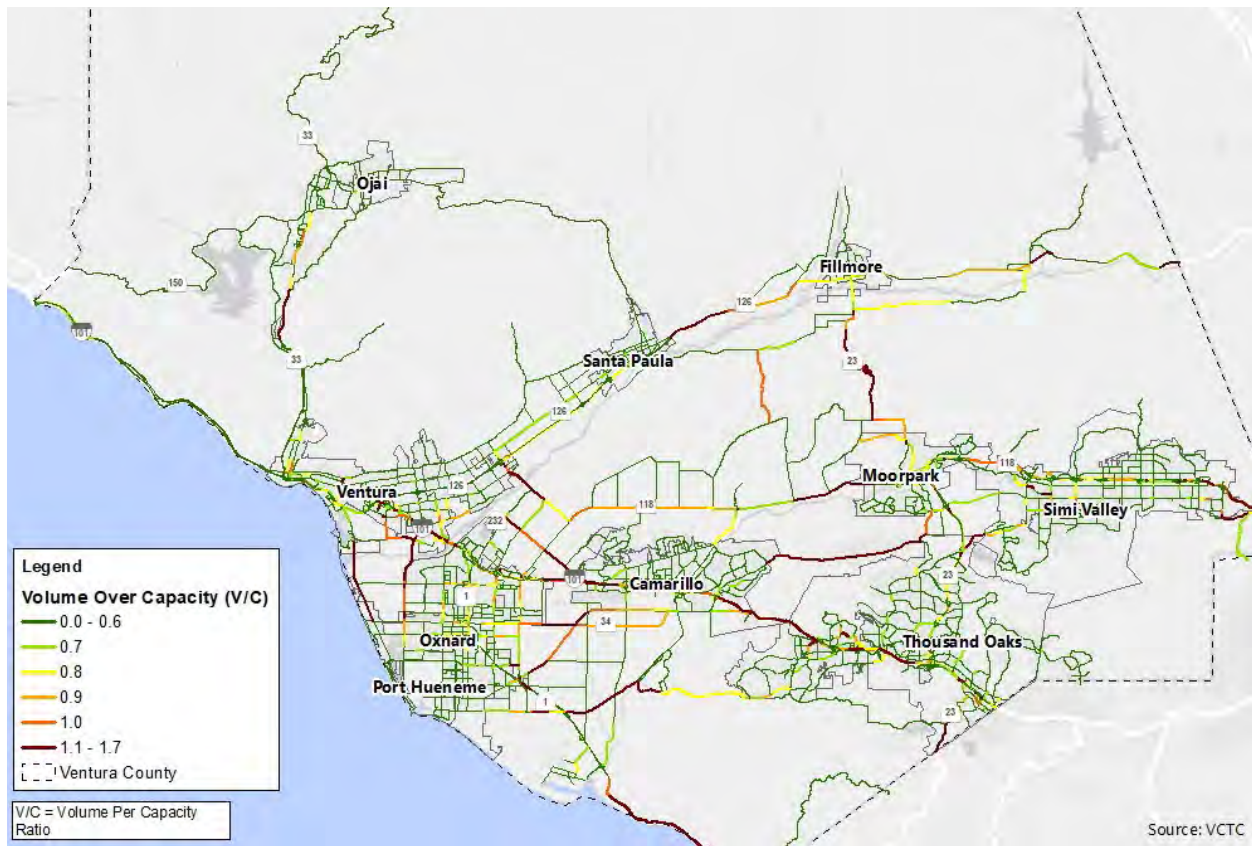 33
Ojai
150
101
33
Fillmore
126
23
Santa Paula
126
Moorpark
118
Simi Valley
Ventura
126
101
232
118
101
Camarillo
1
34
23
Oxnard
Thousand Oaks
Port Hueneme
1
23
Legend
Volume Over Capacity (V/C)
0.0 - 0.6
0.7
0.8
0.9
1.0
1.1 - 1.7
Ventura County
V/C = Volume Per Capacity
Ratio
Source: VCTC